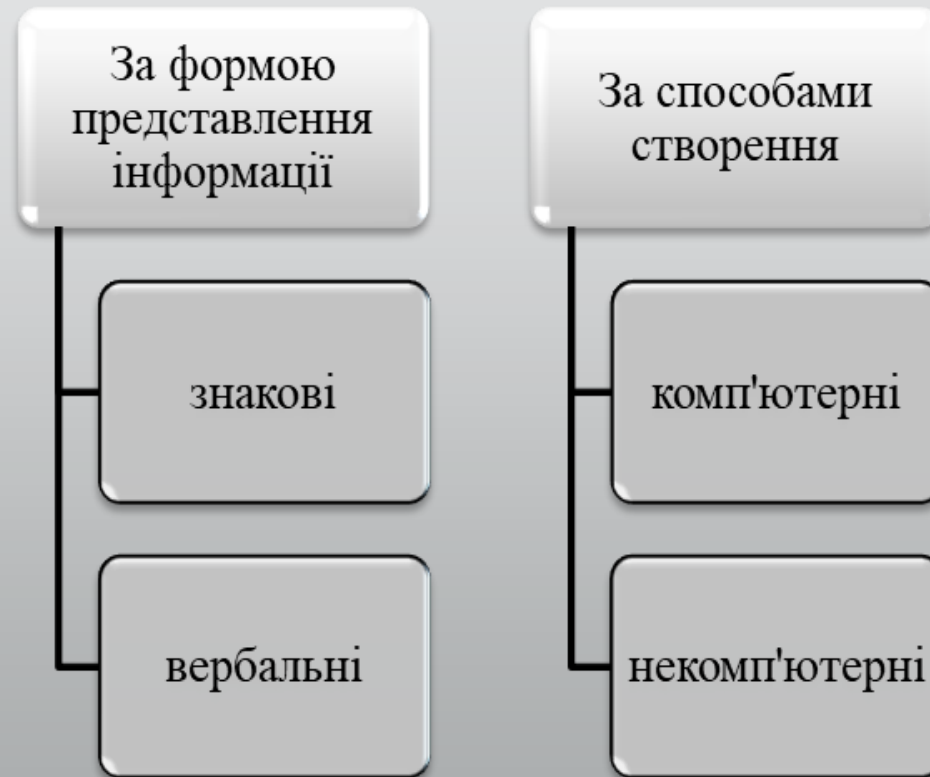 За формою
представлення
інформації
знакові
вербальні
За способами
створення
комп'ютерні
некомп'ютерні